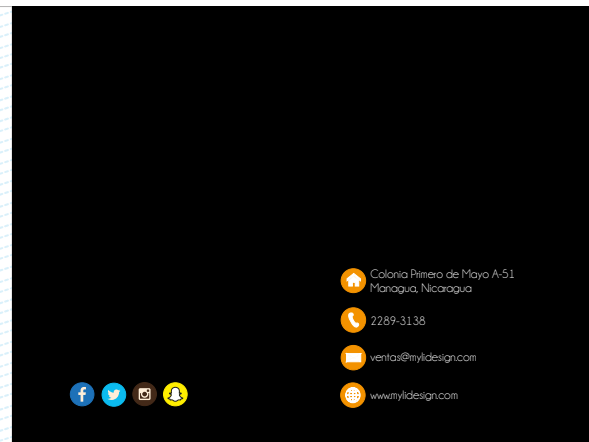 Colonia Primero de Mayo A-51
Managua, Nicaragua
2289-3138
ventas@mylidesign.com
www.mylidesign.com